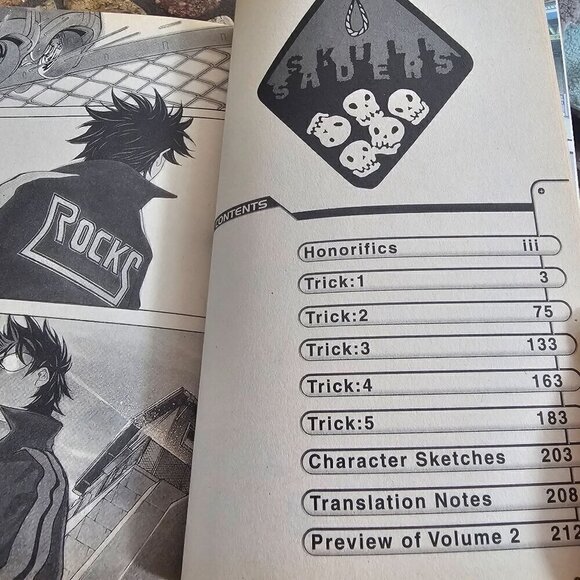 ROCKS
SKULL
SADERS
CONTENTS
Honorifics iii
Trick:1 3
Trick:2 75
Trick:3 133
Trick:4 163
Trick:5 183
Character Sketches 203
Translation Notes 208
Preview of Volume 2 212